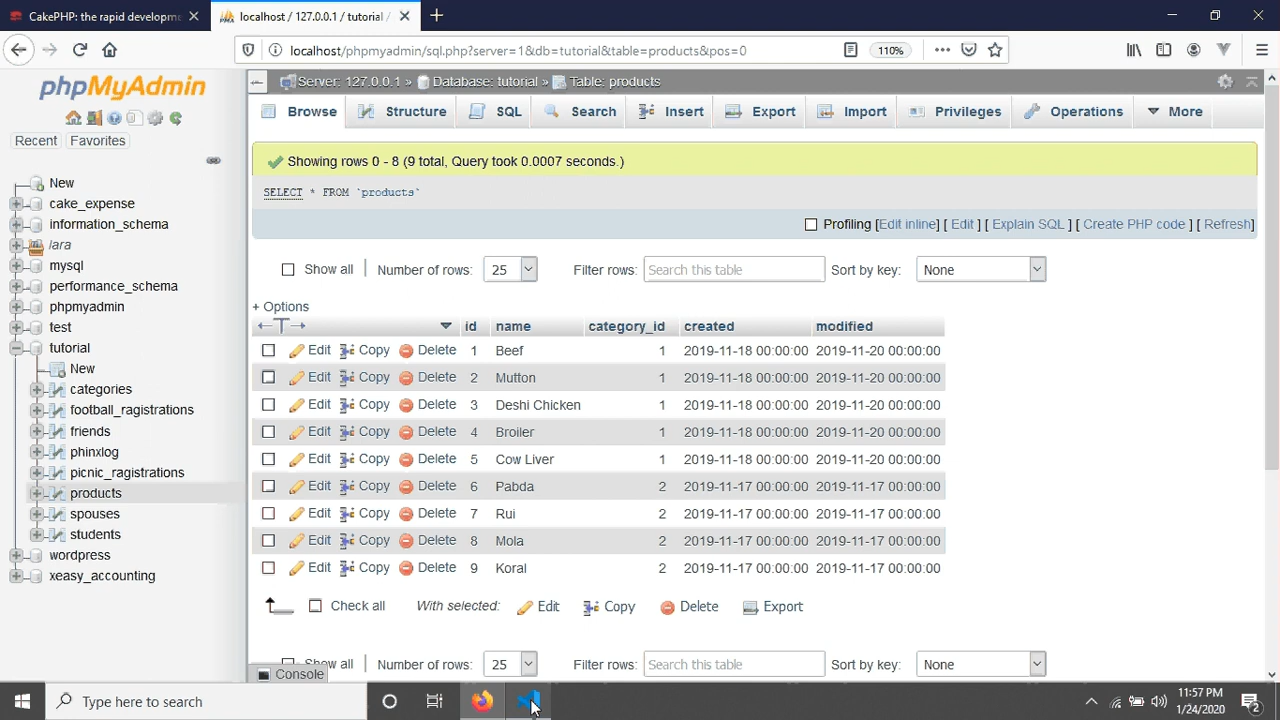 CakePHP: the rapid developme
localhost / 127.0.0.1 / tutorial /
localhost/phpmyadmin/sql.php?server=1&db=tutorial&table=products&pos=0
110%
phpMyAdmin
Recent
Favorites
New
cake_expense
information_schema
lara
mysql
performance_schema
phpmyadmin
test
tutorial
New
categories
football_ragistrations
friends
phinxlog
picnic_ragistrations
products
spouses
students
wordpress
xeasy_accounting
Server: 127.0.0.1 » Database: tutorial » Table: products
Browse Structure SQL Search Insert Export Import Privileges Operations More
Showing rows 0 - 8 (9 total, Query took 0.0007 seconds.)
SELECT * FROM `products`
Profiling [Edit inline] [ Edit ] [ Explain SQL ] [ Create PHP code ] [ Refresh]
Show all Number of rows: 25 Filter rows: Search this table Sort by key: None
+ Options
id name category_id created modified
Edit Copy Delete 1 Beef 1 2019-11-18 00:00:00 2019-11-20 00:00:00
Edit Copy Delete 2 Mutton 1 2019-11-18 00:00:00 2019-11-20 00:00:00
Edit Copy Delete 3 Deshi Chicken 1 2019-11-18 00:00:00 2019-11-20 00:00:00
Edit Copy Delete 4 Broiler 1 2019-11-18 00:00:00 2019-11-20 00:00:00
Edit Copy Delete 5 Cow Liver 1 2019-11-18 00:00:00 2019-11-20 00:00:00
Edit Copy Delete 6 Pabda 2 2019-11-17 00:00:00 2019-11-17 00:00:00
Edit Copy Delete 7 Rui 2 2019-11-17 00:00:00 2019-11-17 00:00:00
Edit Copy Delete 8 Mola 2 2019-11-17 00:00:00 2019-11-17 00:00:00
Edit Copy Delete 9 Koral 2 2019-11-17 00:00:00 2019-11-17 00:00:00
Check all With selected: Edit Copy Delete Export
Show all Number of rows: 25 Filter rows: Search this table Sort by key: None
Console
Type here to search
11:57 PM
1/24/2020
2